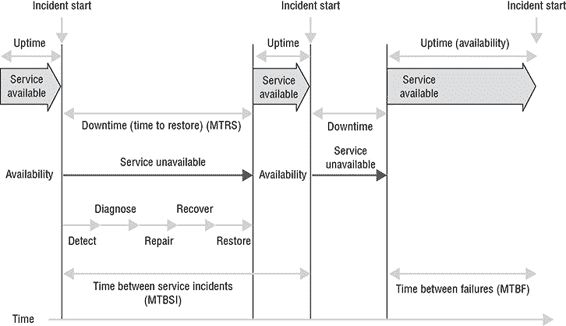 Incident start
Incident start
Incident start
Uptime
Uptime
Uptime (availability)
Service
available
Service
available
Service
available
Downtime (time to restore) (MTRS)
Downtime
Availability
Service unavailable
Availability
Service
unavailable
Diagnose
Recover
Detect
Repair
Restore
Time between service incidents
(MTBSI)
Time between failures (MTBF)
Time